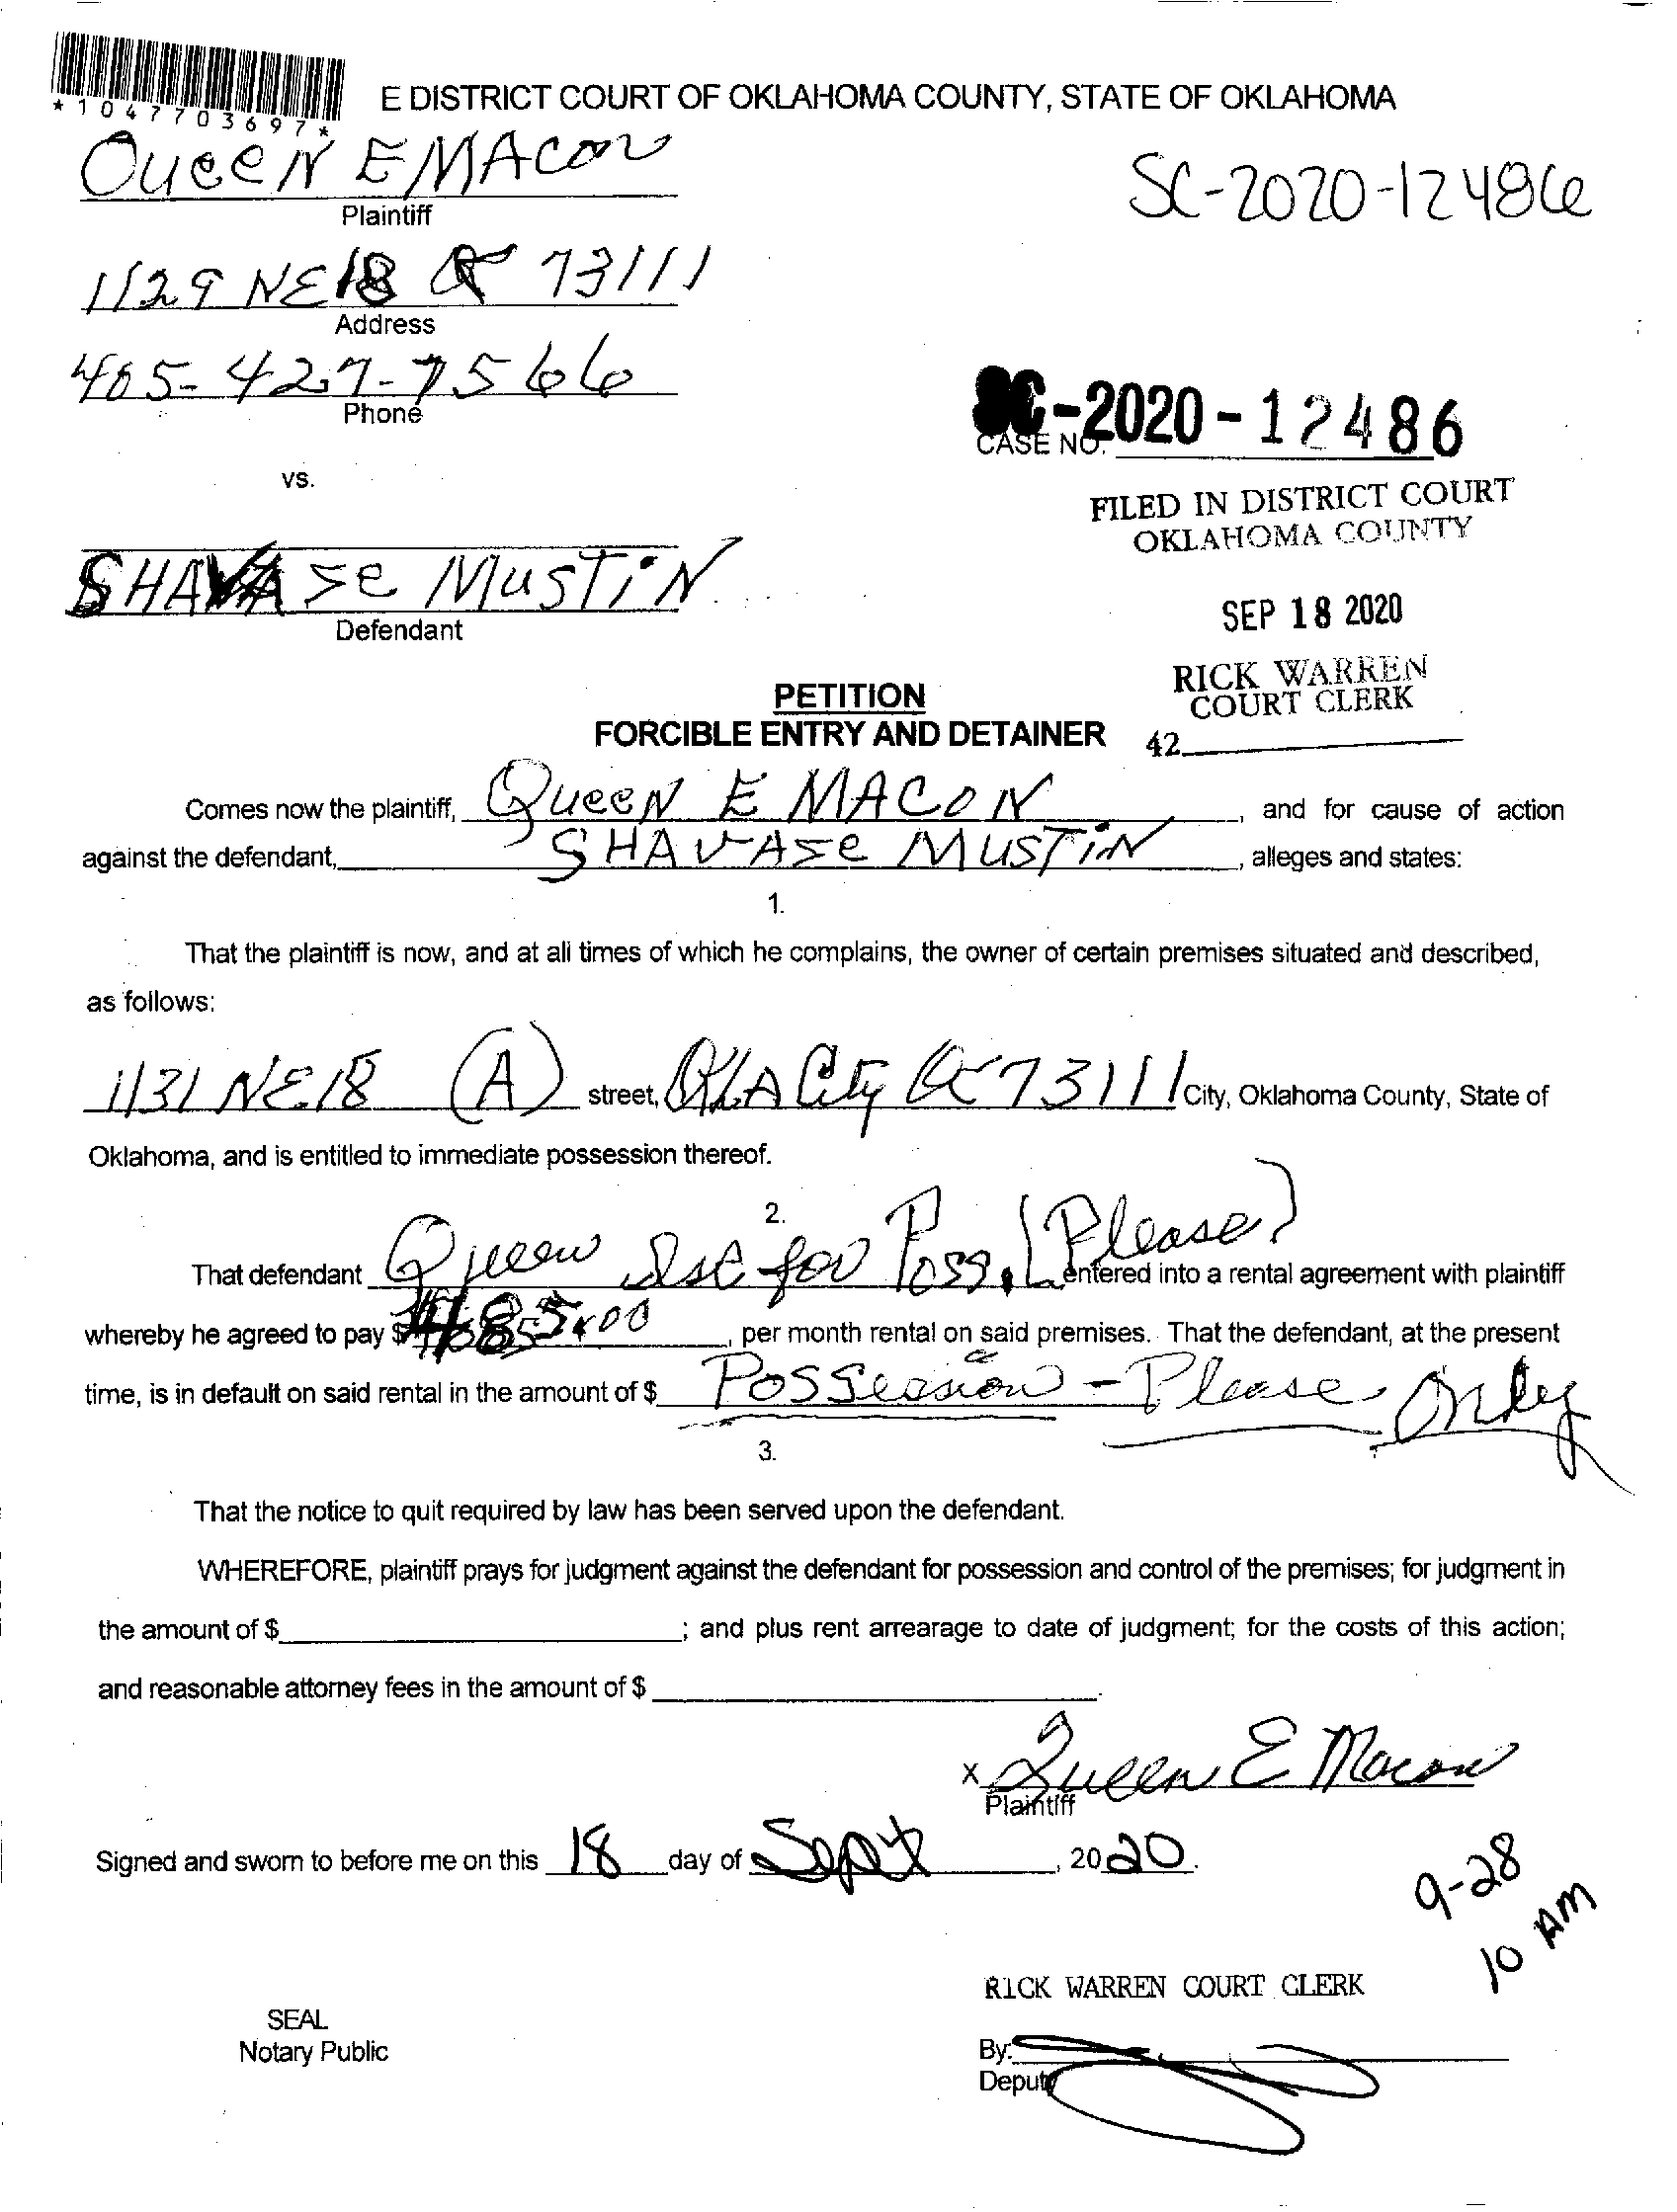 *1047703697*
E DISTRICT COURT OF OKLAHOMA COUNTY, STATE OF OKLAHOMA
Queen E MACON
Plaintiff
SC-2020-12486
1129 NE 18 73111
Address
405-427-7566
Phone
SC-2020-12486
CASE NO.
vs.
FILED IN DISTRICT COURT
OKLAHOMA COUNTY
SHAVASe MusTiN
Defendant
SEP 18 2020
RICK WARREN
COURT CLERK
PETITION
FORCIBLE ENTRY AND DETAINER
42
Comes now the plaintiff, Queen E MACON, and for cause of action
against the defendant, SHAVASe MUSTiN, alleges and states:
1.
That the plaintiff is now, and at all times of which he complains, the owner of certain premises situated and described,
as follows:
1131 NE 18 (A) street, OKLA City OK 73111 City, Oklahoma County, State of
Oklahoma, and is entitled to immediate possession thereof.
2.
That defendant Queen for Poss. (Please) entered into a rental agreement with plaintiff
whereby he agreed to pay $ 485.00, per month rental on said premises. That the defendant, at the present
time, is in default on said rental in the amount of $ Possession - Please Only
3.
That the notice to quit required by law has been served upon the defendant.
WHEREFORE, plaintiff prays for judgment against the defendant for possession and control of the premises; for judgment in
the amount of $; and plus rent arrearage to date of judgment; for the costs of this action;
and reasonable attorney fees in the amount of $.
x Queen E Macon
Plaintiff
Signed and sworn to before me on this 18 day of Sept, 2020.
9-28
10 AM
RICK WARREN COURT CLERK
SEAL
Notary Public
By:
Deputy